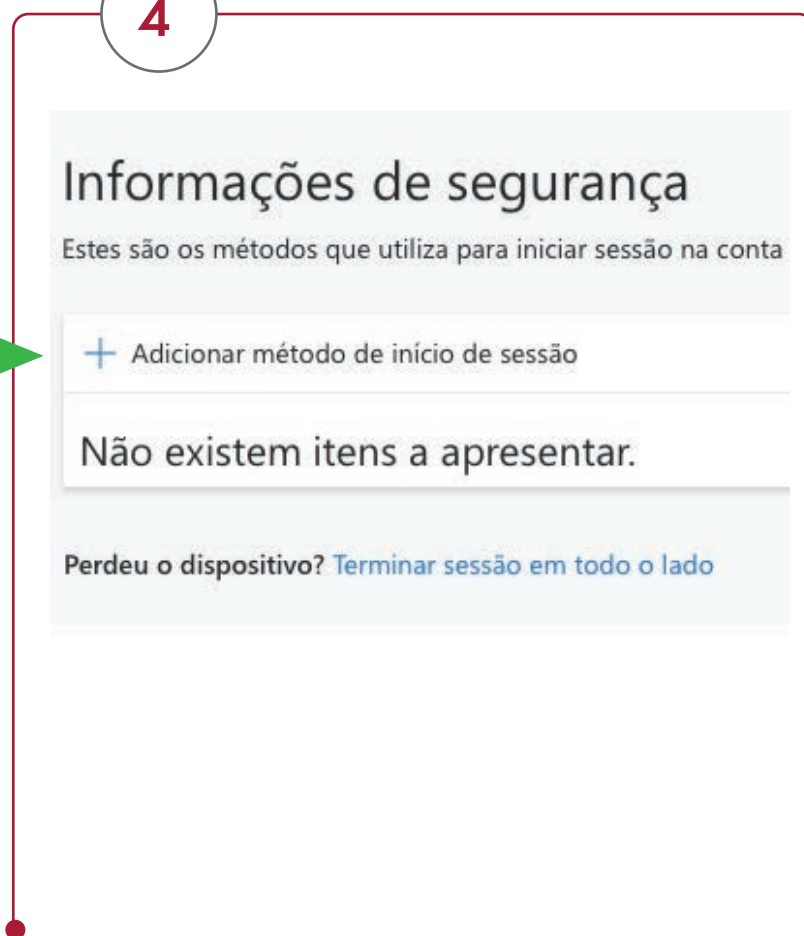 4
Informações de segurança
Estes são os métodos que utiliza para iniciar sessão na conta
+ Adicionar método de início de sessão
Não existem itens a apresentar.
Perdeu o dispositivo? Terminar sessão em todo o lado